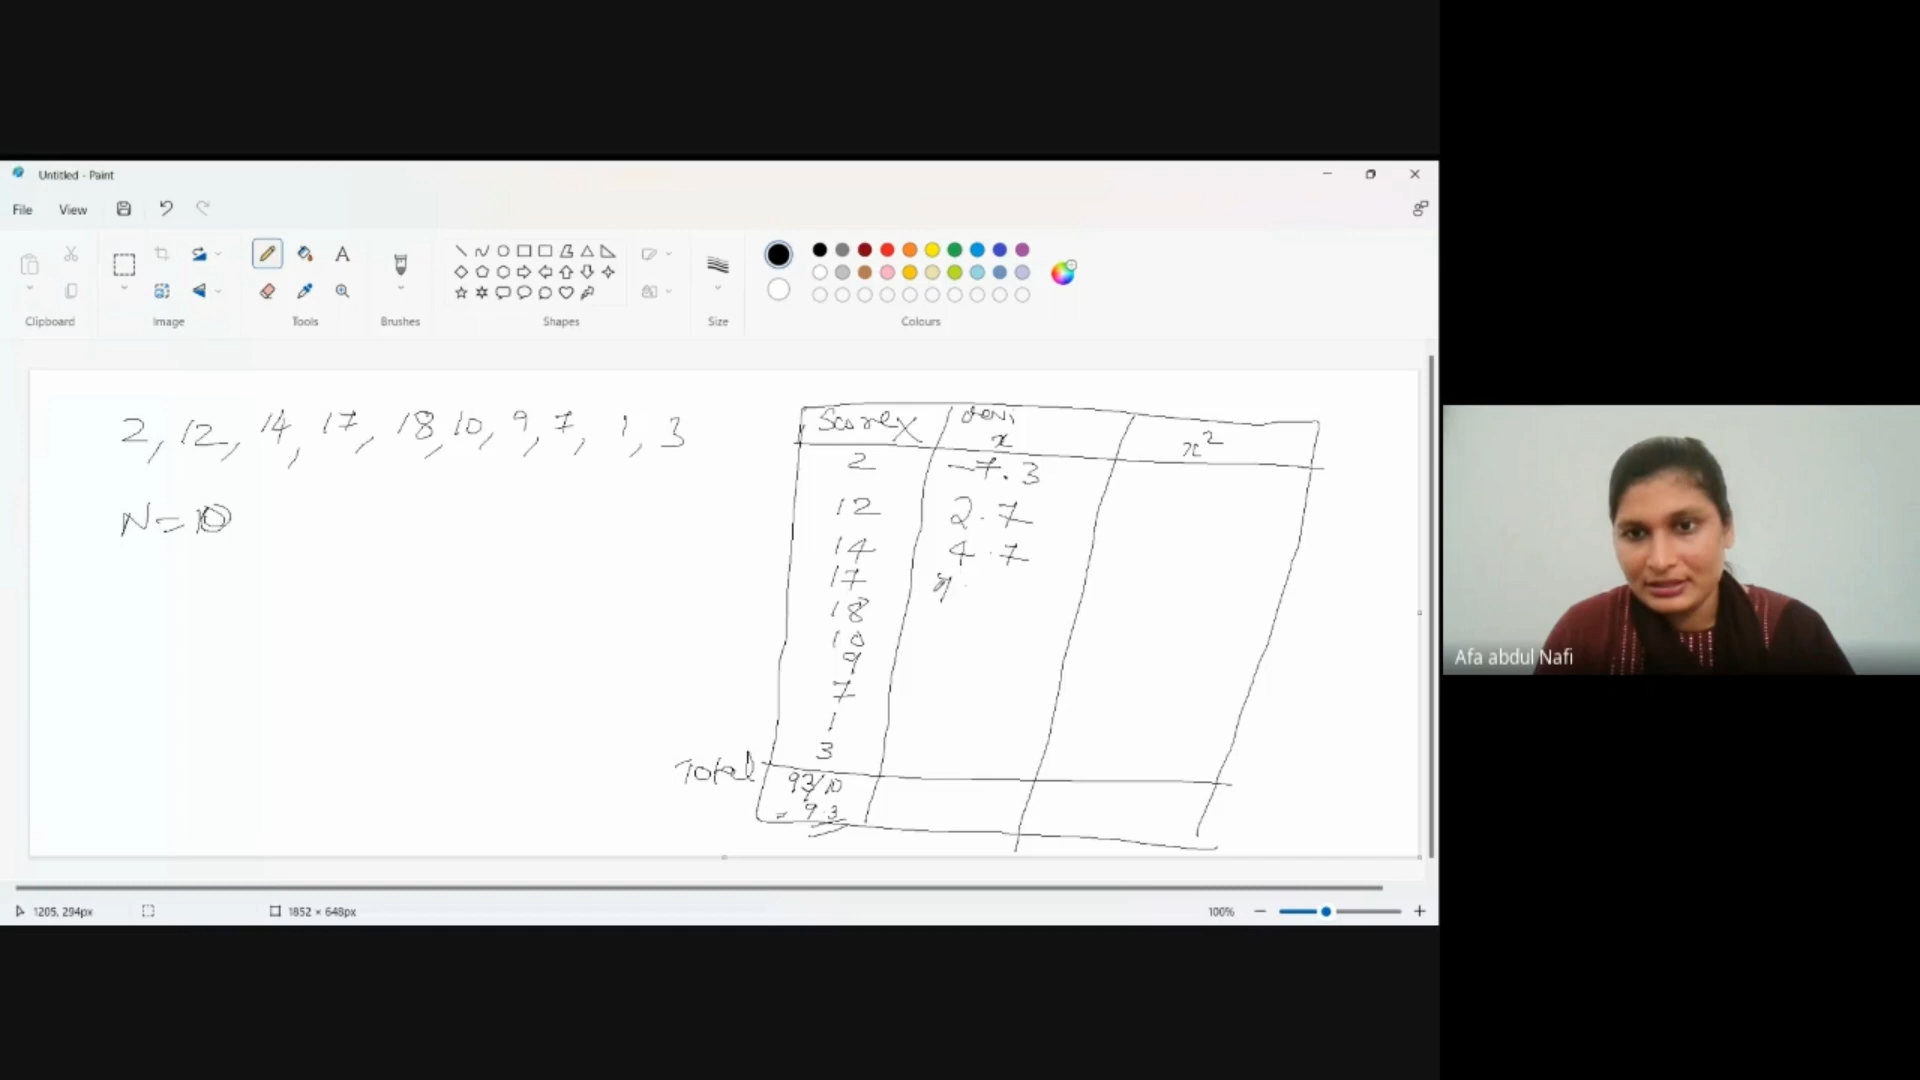 Untitled - Paint
File View
Clipboard Image Tools Brushes Shapes Size Colours
2, 12, 14, 17, 18, 10, 9, 7, 1, 3
N=10
Score X devi x x²
2 -7.3
12 2.7
14 4.7
17
18
10
9
7
1
3
Total 93/10
= 9.3
Afa abdul Nafi
1205, 294px 1852 × 648px 100%